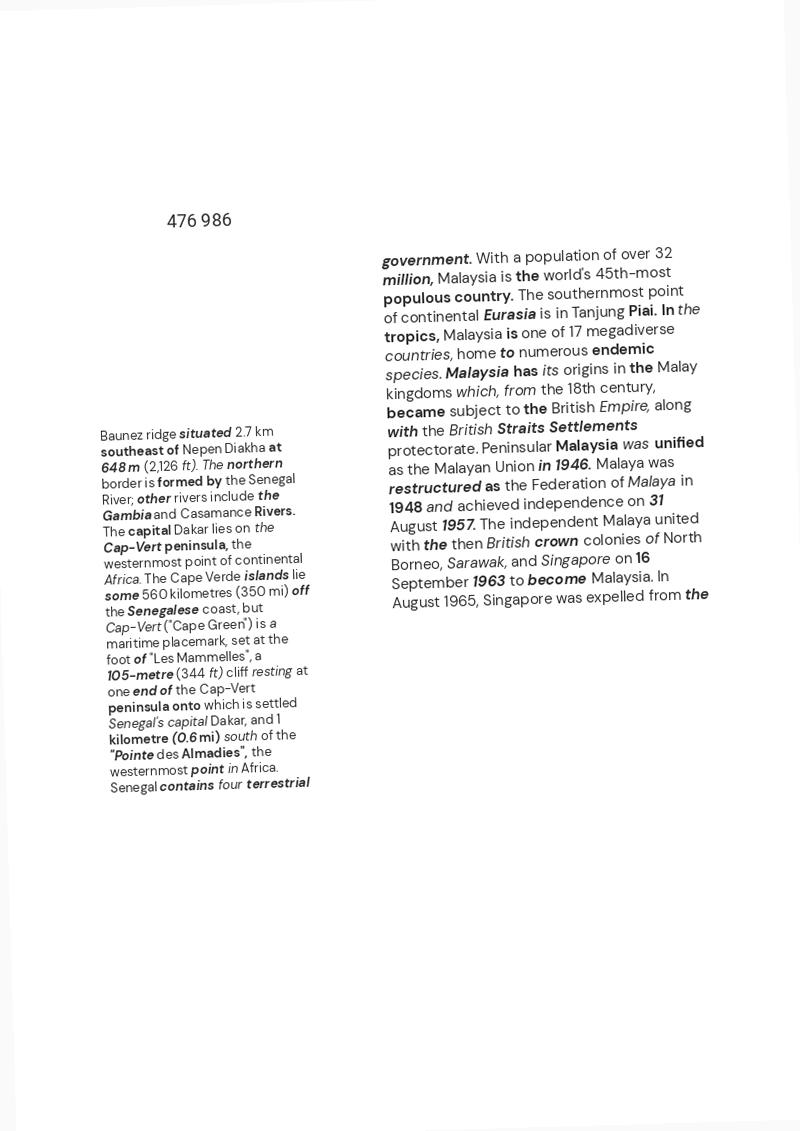 476 986
Baunez ridge situated 2.7 km
southeast of Nepen Diakha at
648 m (2,126 ft). The northern
border is formed by the Senegal
River; other rivers include the
Gambia and Casamance Rivers.
The capital Dakar lies on the
Cap-Vert peninsula, the
westernmost point of continental
Africa. The Cape Verde islands lie
some 560 kilometres (350 mi) off
the Senegalese coast, but
Cap-Vert ("Cape Green") is a
maritime placemark, set at the
foot of "Les Mammelles", a
105-metre (344 ft) cliff resting at
one end of the Cap-Vert
peninsula onto which is settled
Senegal's capital Dakar, and 1
kilometre (0.6 mi) south of the
"Pointe des Almadies", the
westernmost point in Africa.
Senegal contains four terrestrial
government. With a population of over 32
million, Malaysia is the world's 45th-most
populous country. The southernmost point
of continental Eurasia is in Tanjung Piai. In the
tropics, Malaysia is one of 17 megadiverse
countries, home to numerous endemic
species. Malaysia has its origins in the Malay
kingdoms which, from the 18th century,
became subject to the British Empire, along
with the British Straits Settlements
protectorate. Peninsular Malaysia was unified
as the Malayan Union in 1946. Malaya was
restructured as the Federation of Malaya in
1948 and achieved independence on 31
August 1957. The independent Malaya united
with the then British crown colonies of North
Borneo, Sarawak, and Singapore on 16
September 1963 to become Malaysia. In
August 1965, Singapore was expelled from the